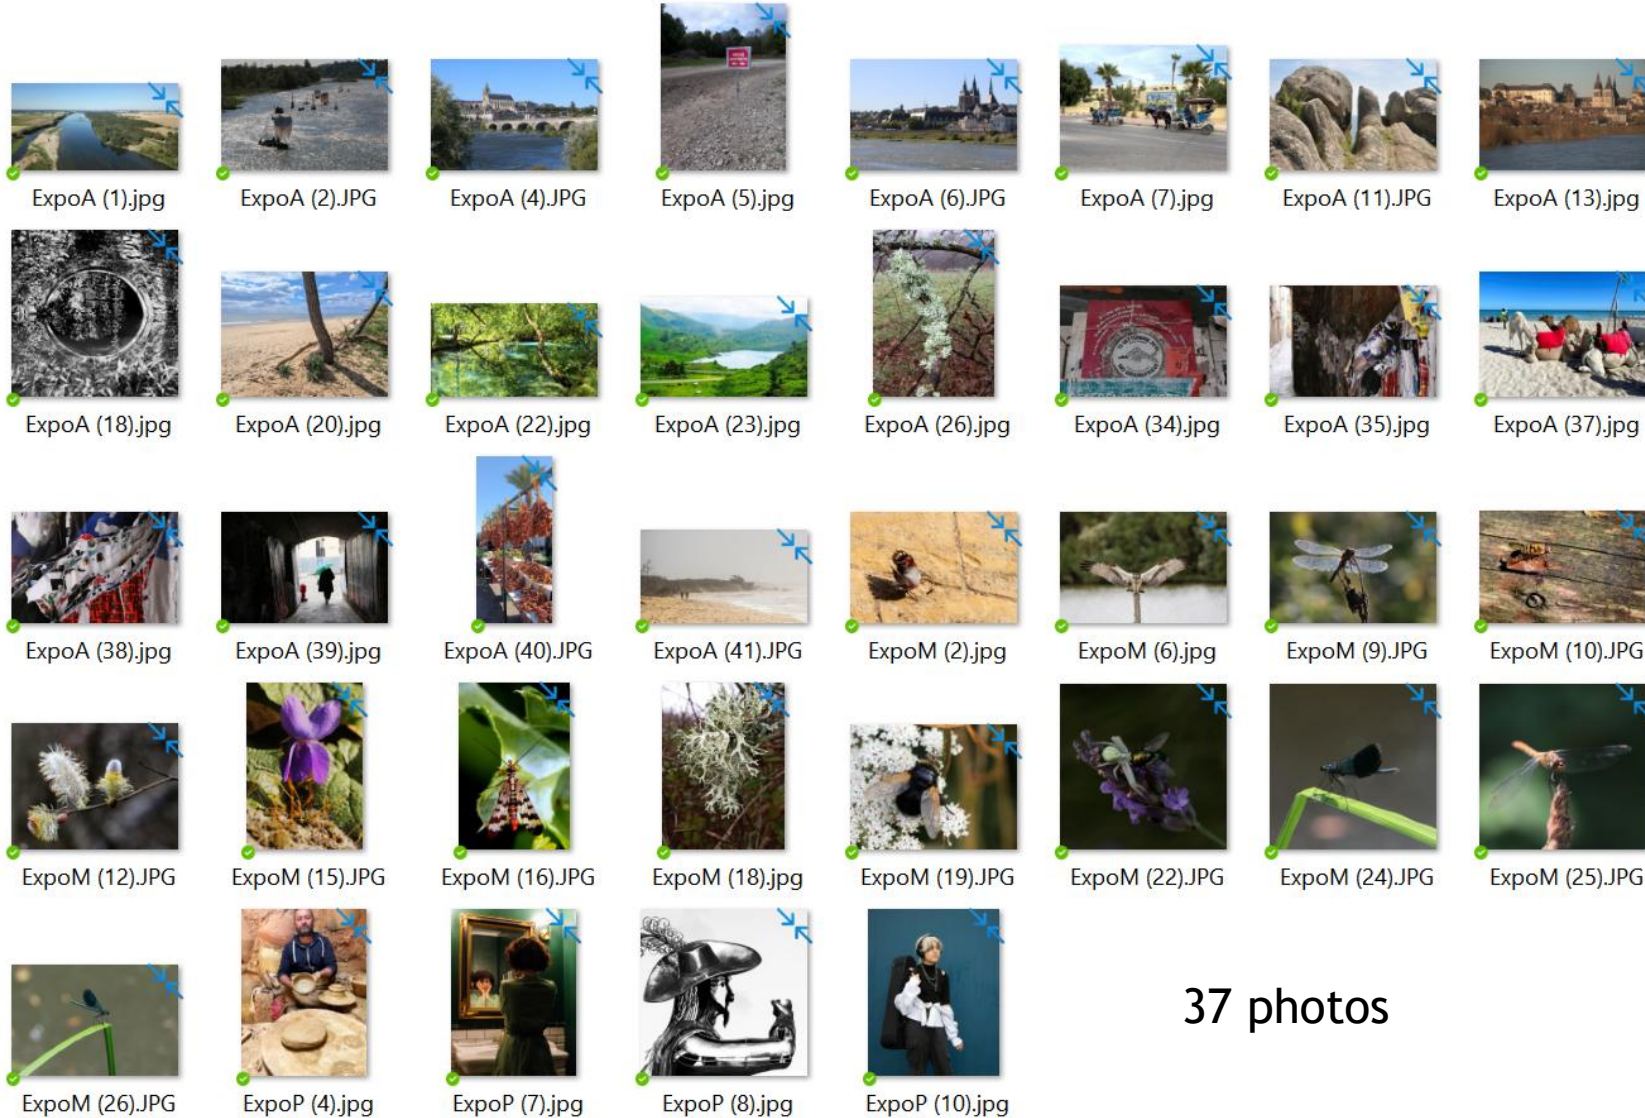 ExpoA (1).jpg
ExpoA (2).JPG
ExpoA (4).JPG
ExpoA (5).jpg
ExpoA (6).JPG
ExpoA (7).jpg
ExpoA (11).JPG
ExpoA (13).jpg
ExpoA (18).jpg
ExpoA (20).jpg
ExpoA (22).jpg
ExpoA (23).jpg
ExpoA (26).jpg
ExpoA (34).jpg
ExpoA (35).jpg
ExpoA (37).jpg
ExpoA (38).jpg
ExpoA (39).jpg
ExpoA (40).JPG
ExpoA (41).JPG
ExpoM (2).jpg
ExpoM (6).jpg
ExpoM (9).JPG
ExpoM (10).JPG
ExpoM (12).JPG
ExpoM (15).JPG
ExpoM (16).JPG
ExpoM (18).jpg
ExpoM (19).JPG
ExpoM (22).JPG
ExpoM (24).JPG
ExpoM (25).JPG
ExpoM (26).JPG
ExpoP (4).jpg
ExpoP (7).jpg
ExpoP (8).jpg
ExpoP (10).jpg
37 photos